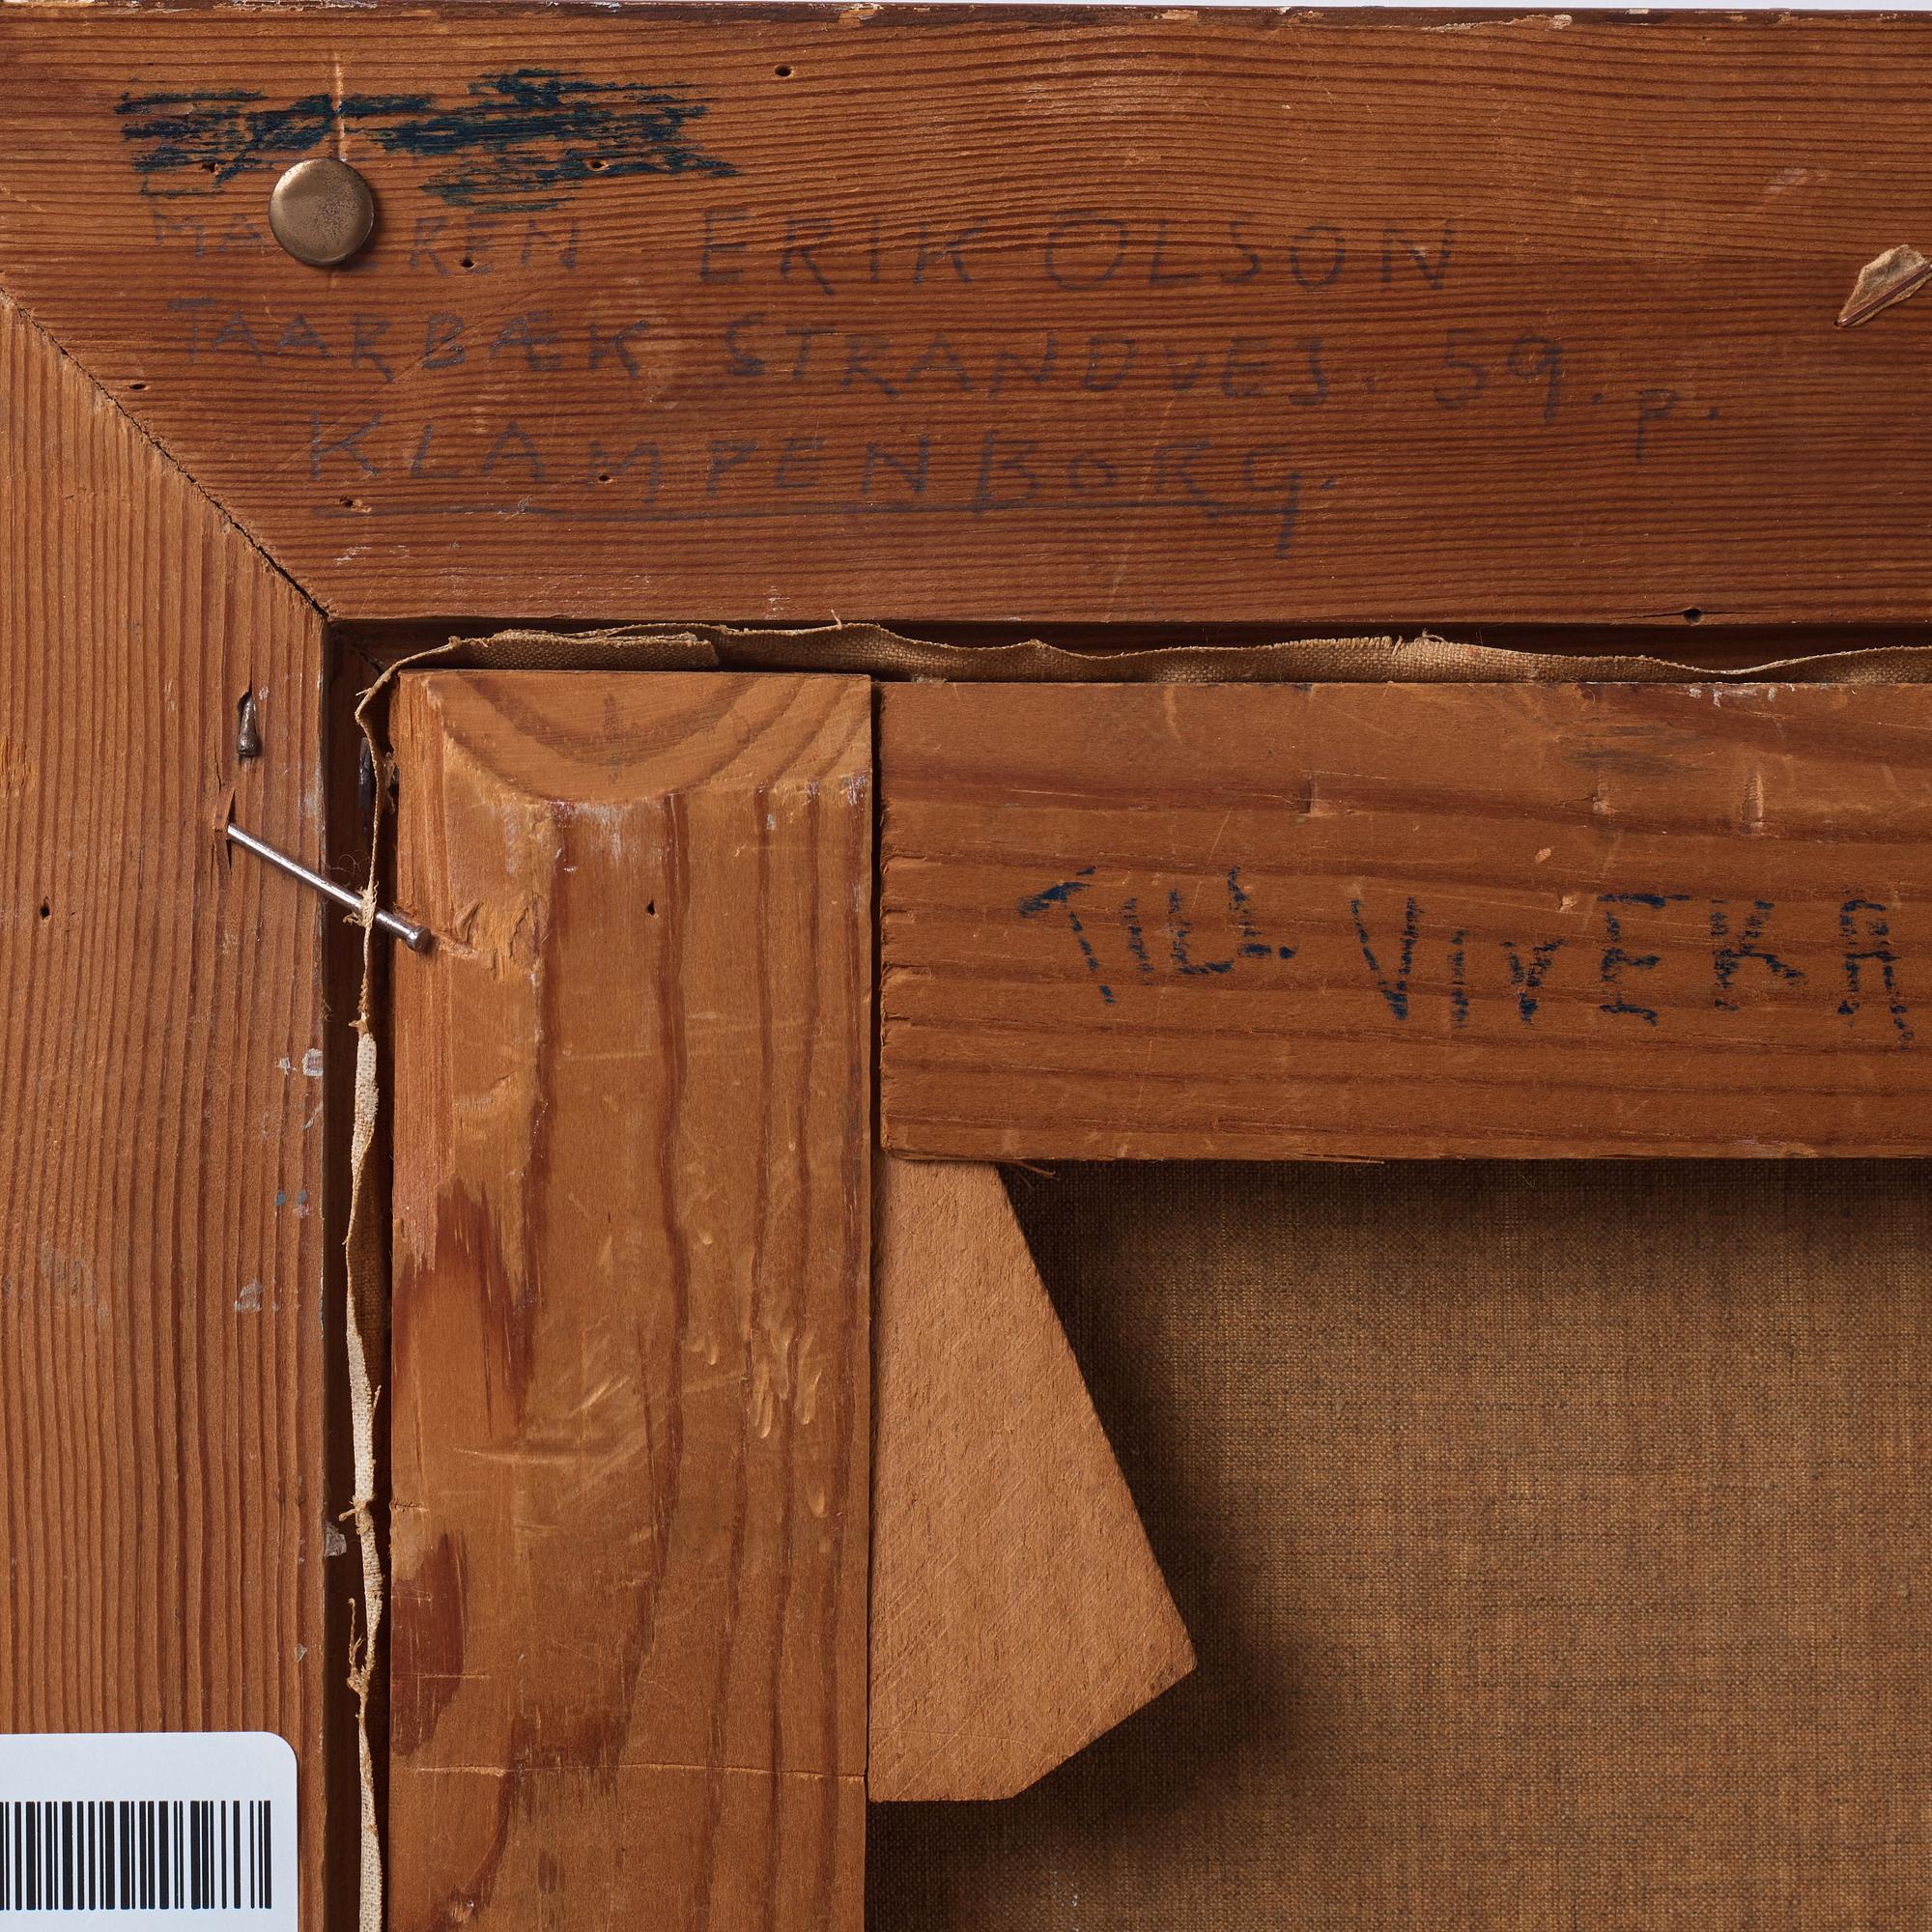 ERIK OLSON
TAARBÆK STRANDVEJ. 59. p.
KLAMPENBORG.
TILL VIVEKA